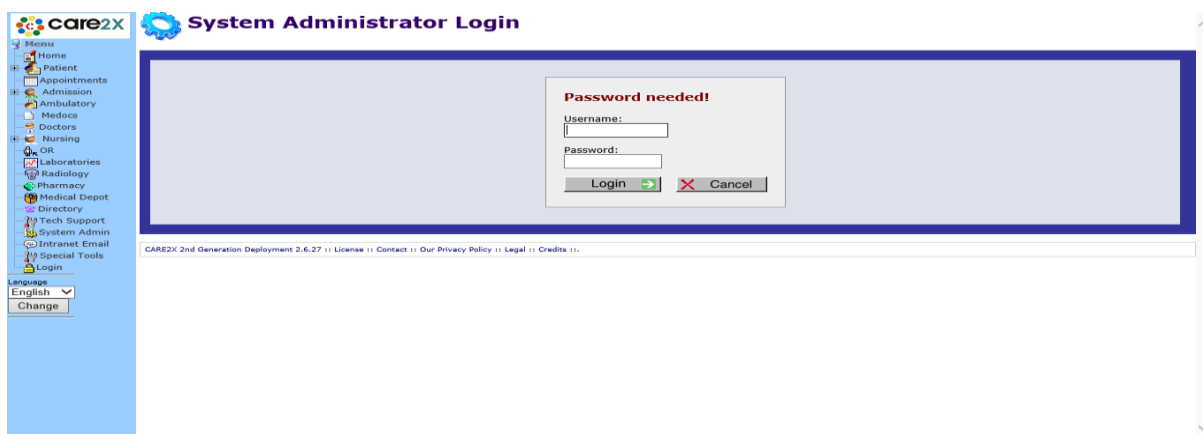 care2x
Menu
Home
Patient
Appointments
Admission
Ambulatory
Medocs
Doctors
Nursing
OR
Laboratories
Radiology
Pharmacy
Medical Depot
Directory
Tech Support
System Admin
Intranet Email
Special Tools
Login
Language
English
Change
System Administrator Login
Password needed!
Username:
Password:
Login
Cancel
CARE2X 2nd Generation Deployment 2.6.27 :: License :: Contact :: Our Privacy Policy :: Legal :: Credits ::.